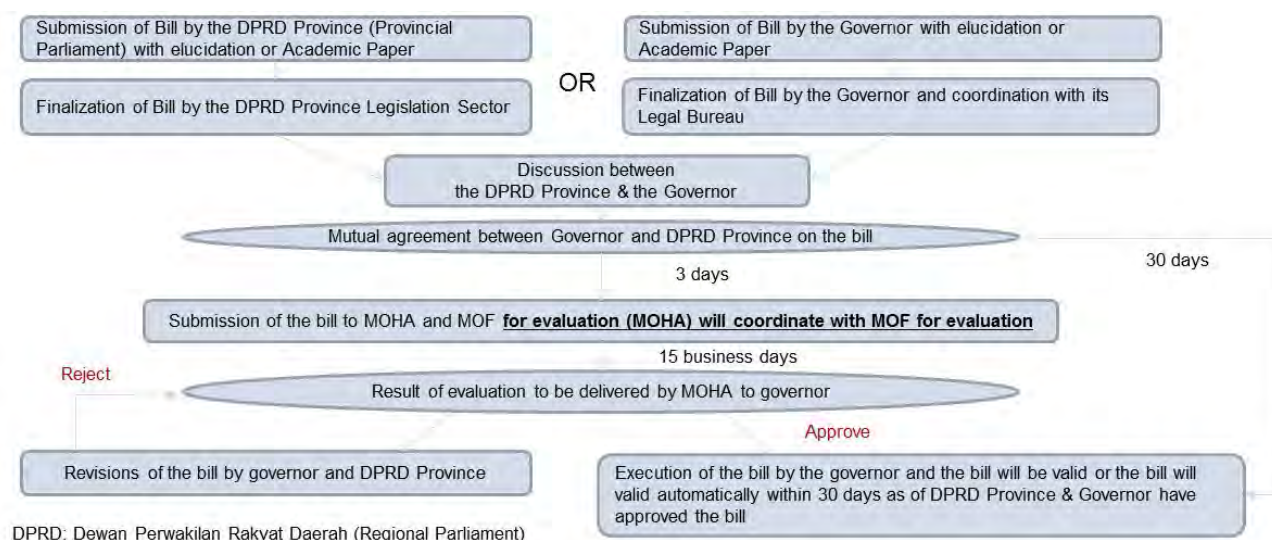 Submission of Bill by the DPRD Province (Provincial
Parliament) with elucidation or Academic Paper
Submission of Bill by the Governor with elucidation or
Academic Paper
OR
Finalization of Bill by the DPRD Province Legislation Sector
Finalization of Bill by the Governor and coordination with its
Legal Bureau
Discussion between
the DPRD Province & the Governor
Mutual agreement between Governor and DPRD Province on the bill
30 days
3 days
Submission of the bill to MOHA and MOF for evaluation (MOHA) will coordinate with MOF for evaluation
15 business days
Reject
Result of evaluation to be delivered by MOHA to governor
Approve
Revisions of the bill by governor and DPRD Province
Execution of the bill by the governor and the bill will be valid or the bill will
valid automatically within 30 days as of DPRD Province & Governor have
approved the bill
DPRD: Dewan Perwakilan Rakyat Daerah (Regional Parliament)